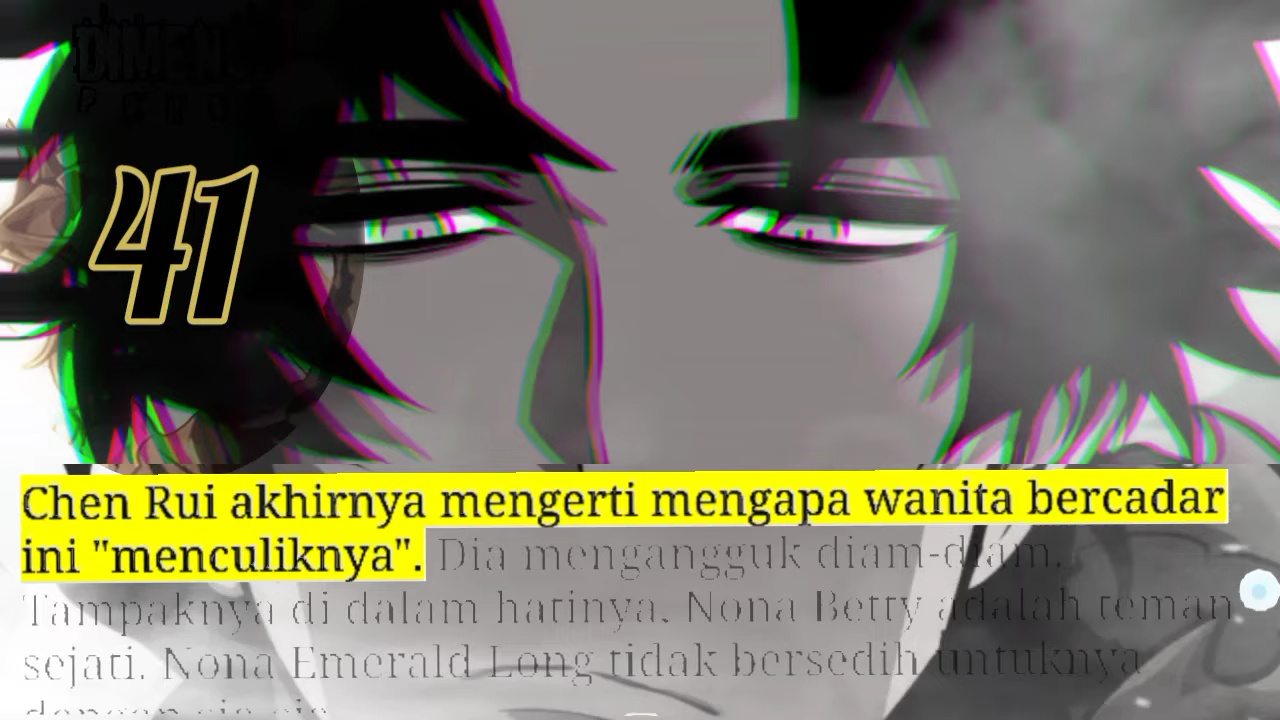 DIMEN
41
Chen Rui akhirnya mengerti mengapa wanita bercadar
ini "menculiknya". Dia mengangguk diam-diam.
Tampaknya di dalam hatinya, Nona Betty adalah teman
sejati. Nona Emerald Long tidak bersedih untuknya